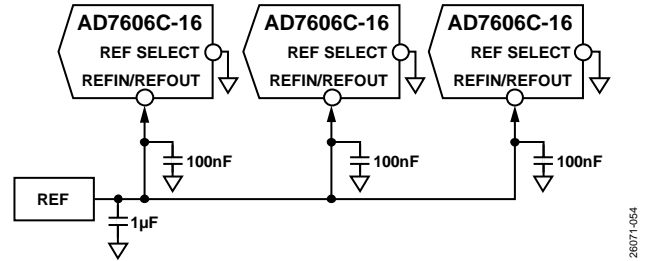 AD7606C-16 AD7606C-16 AD7606C-16
REF SELECT REF SELECT REF SELECT
REFIN/REFOUT REFIN/REFOUT REFIN/REFOUT
100nF 100nF 100nF
REF
1µF
26071-054